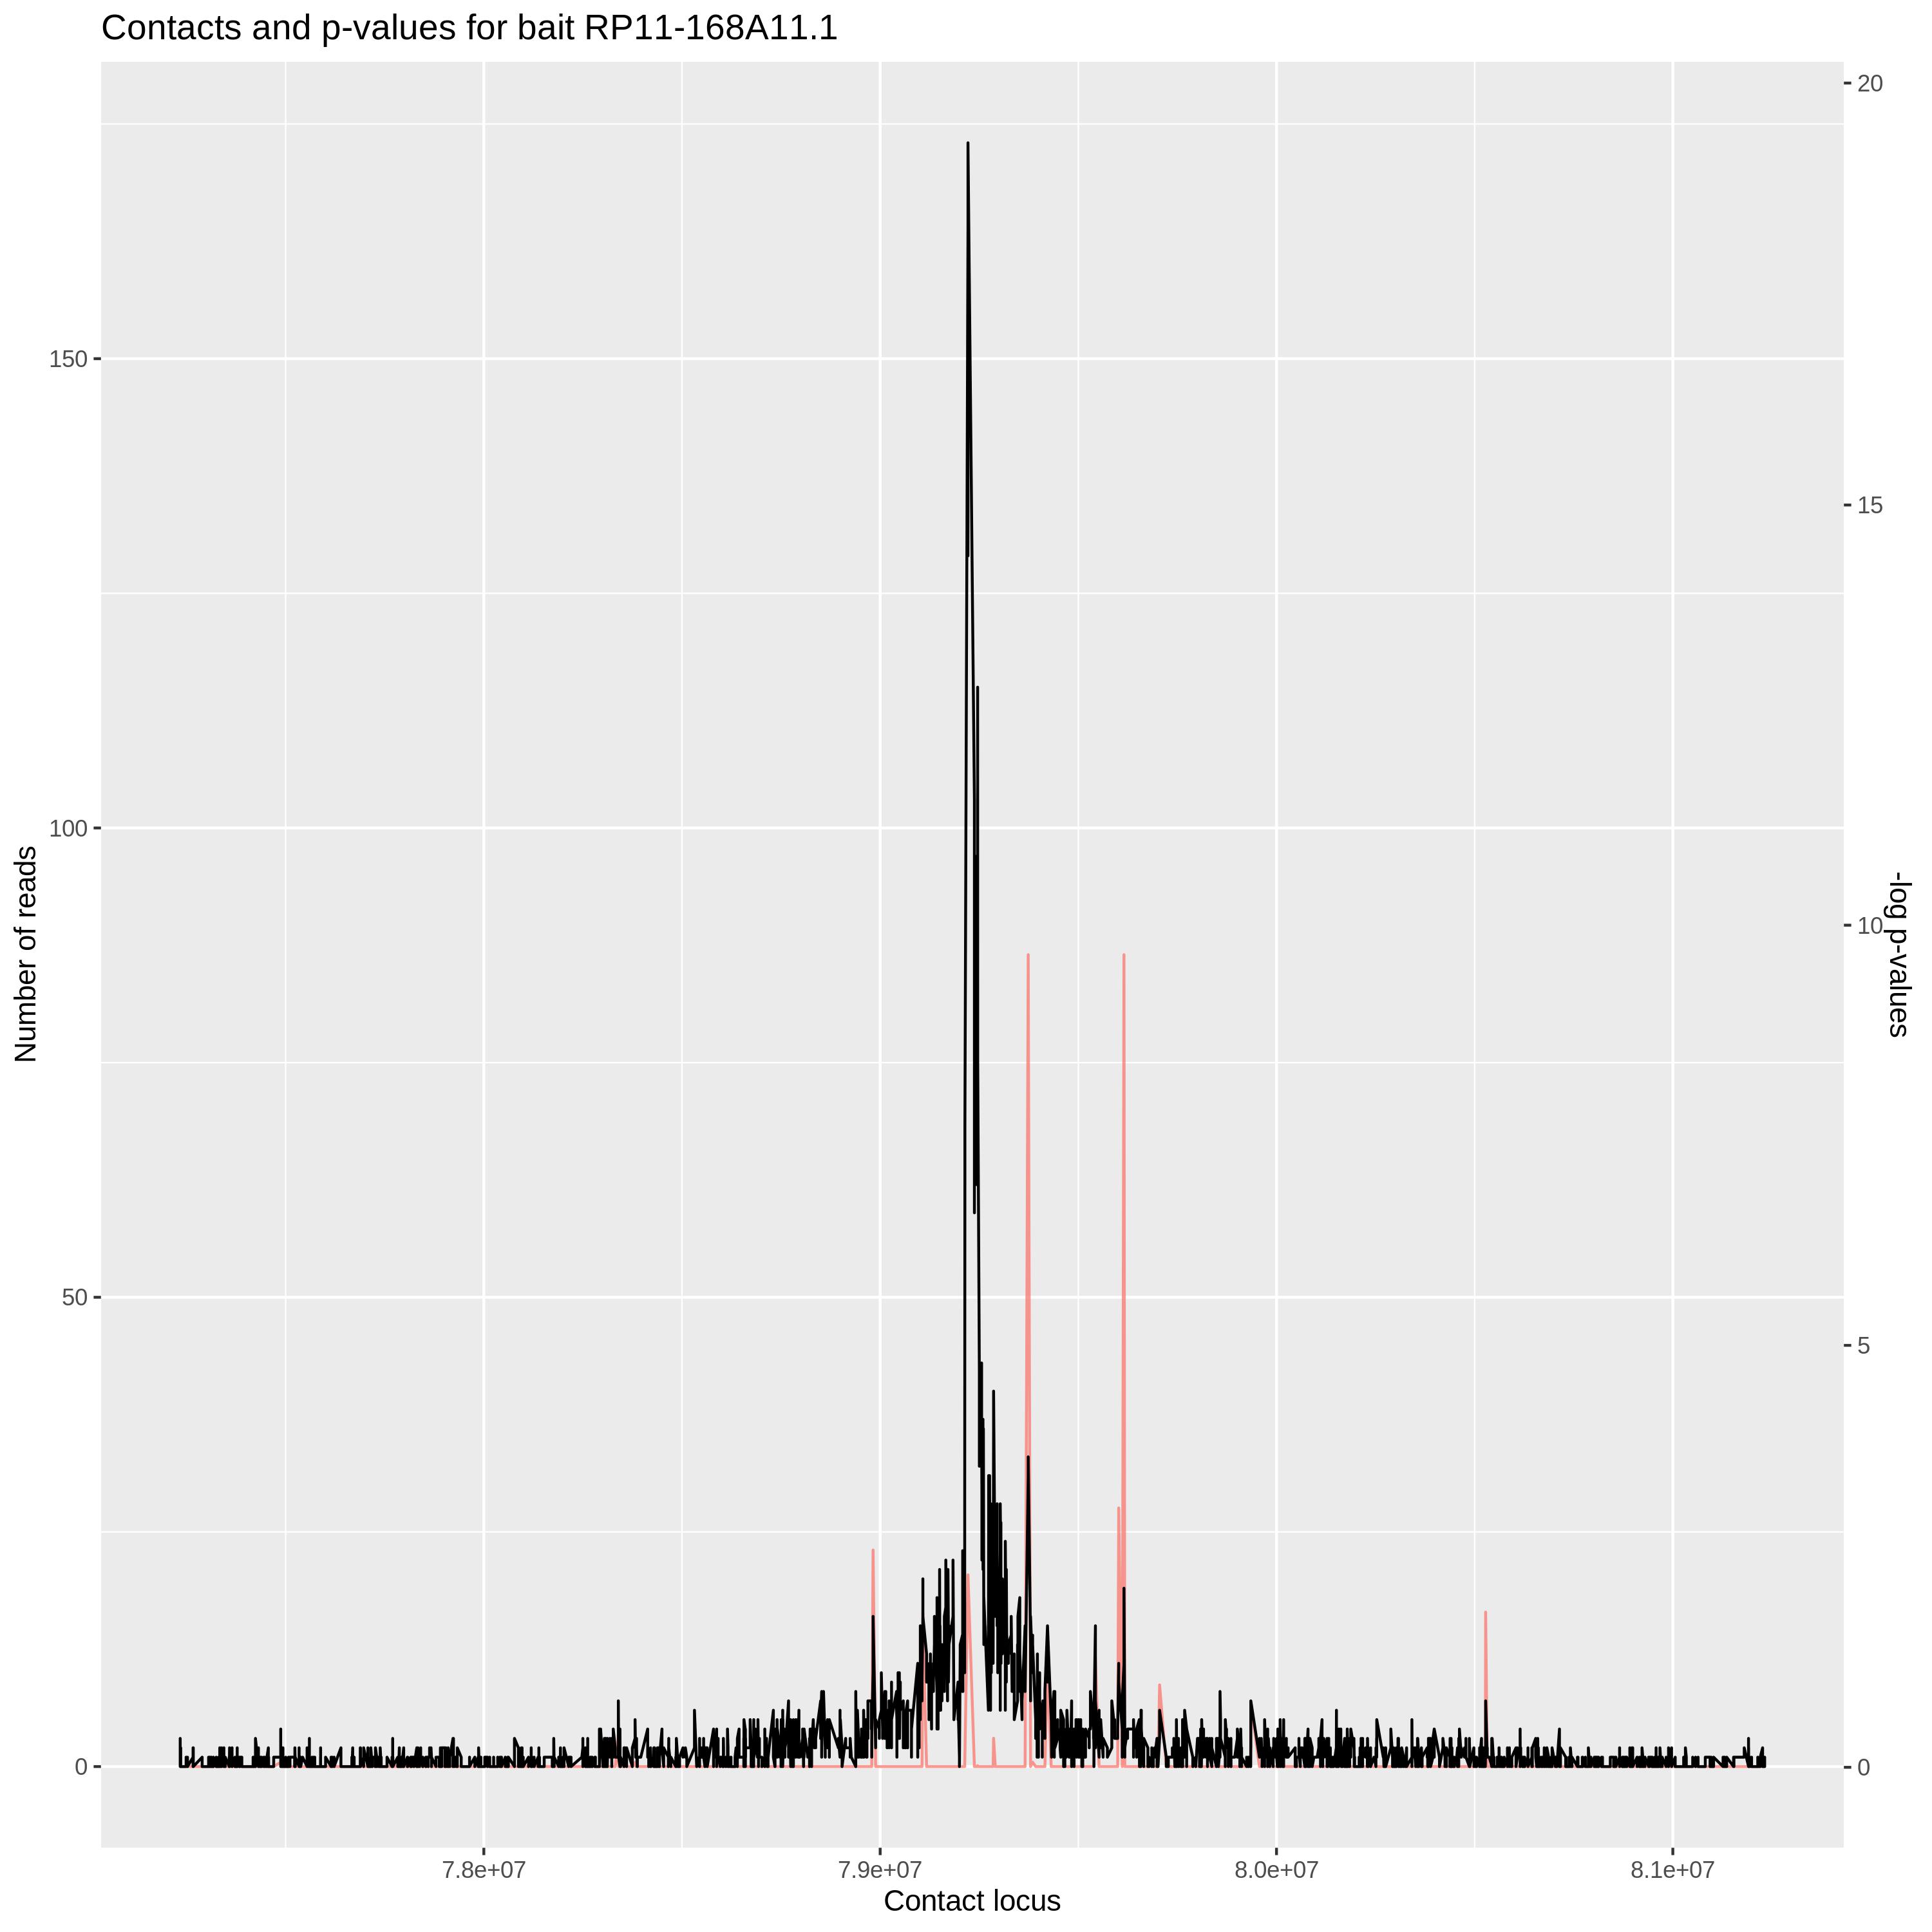 Contacts and p-values for bait RP11-168A11.1
20
15
10
5
0
150
100
50
0
Number of reads
-log p-values
7.8e+07
7.9e+07
8.0e+07
8.1e+07
Contact locus